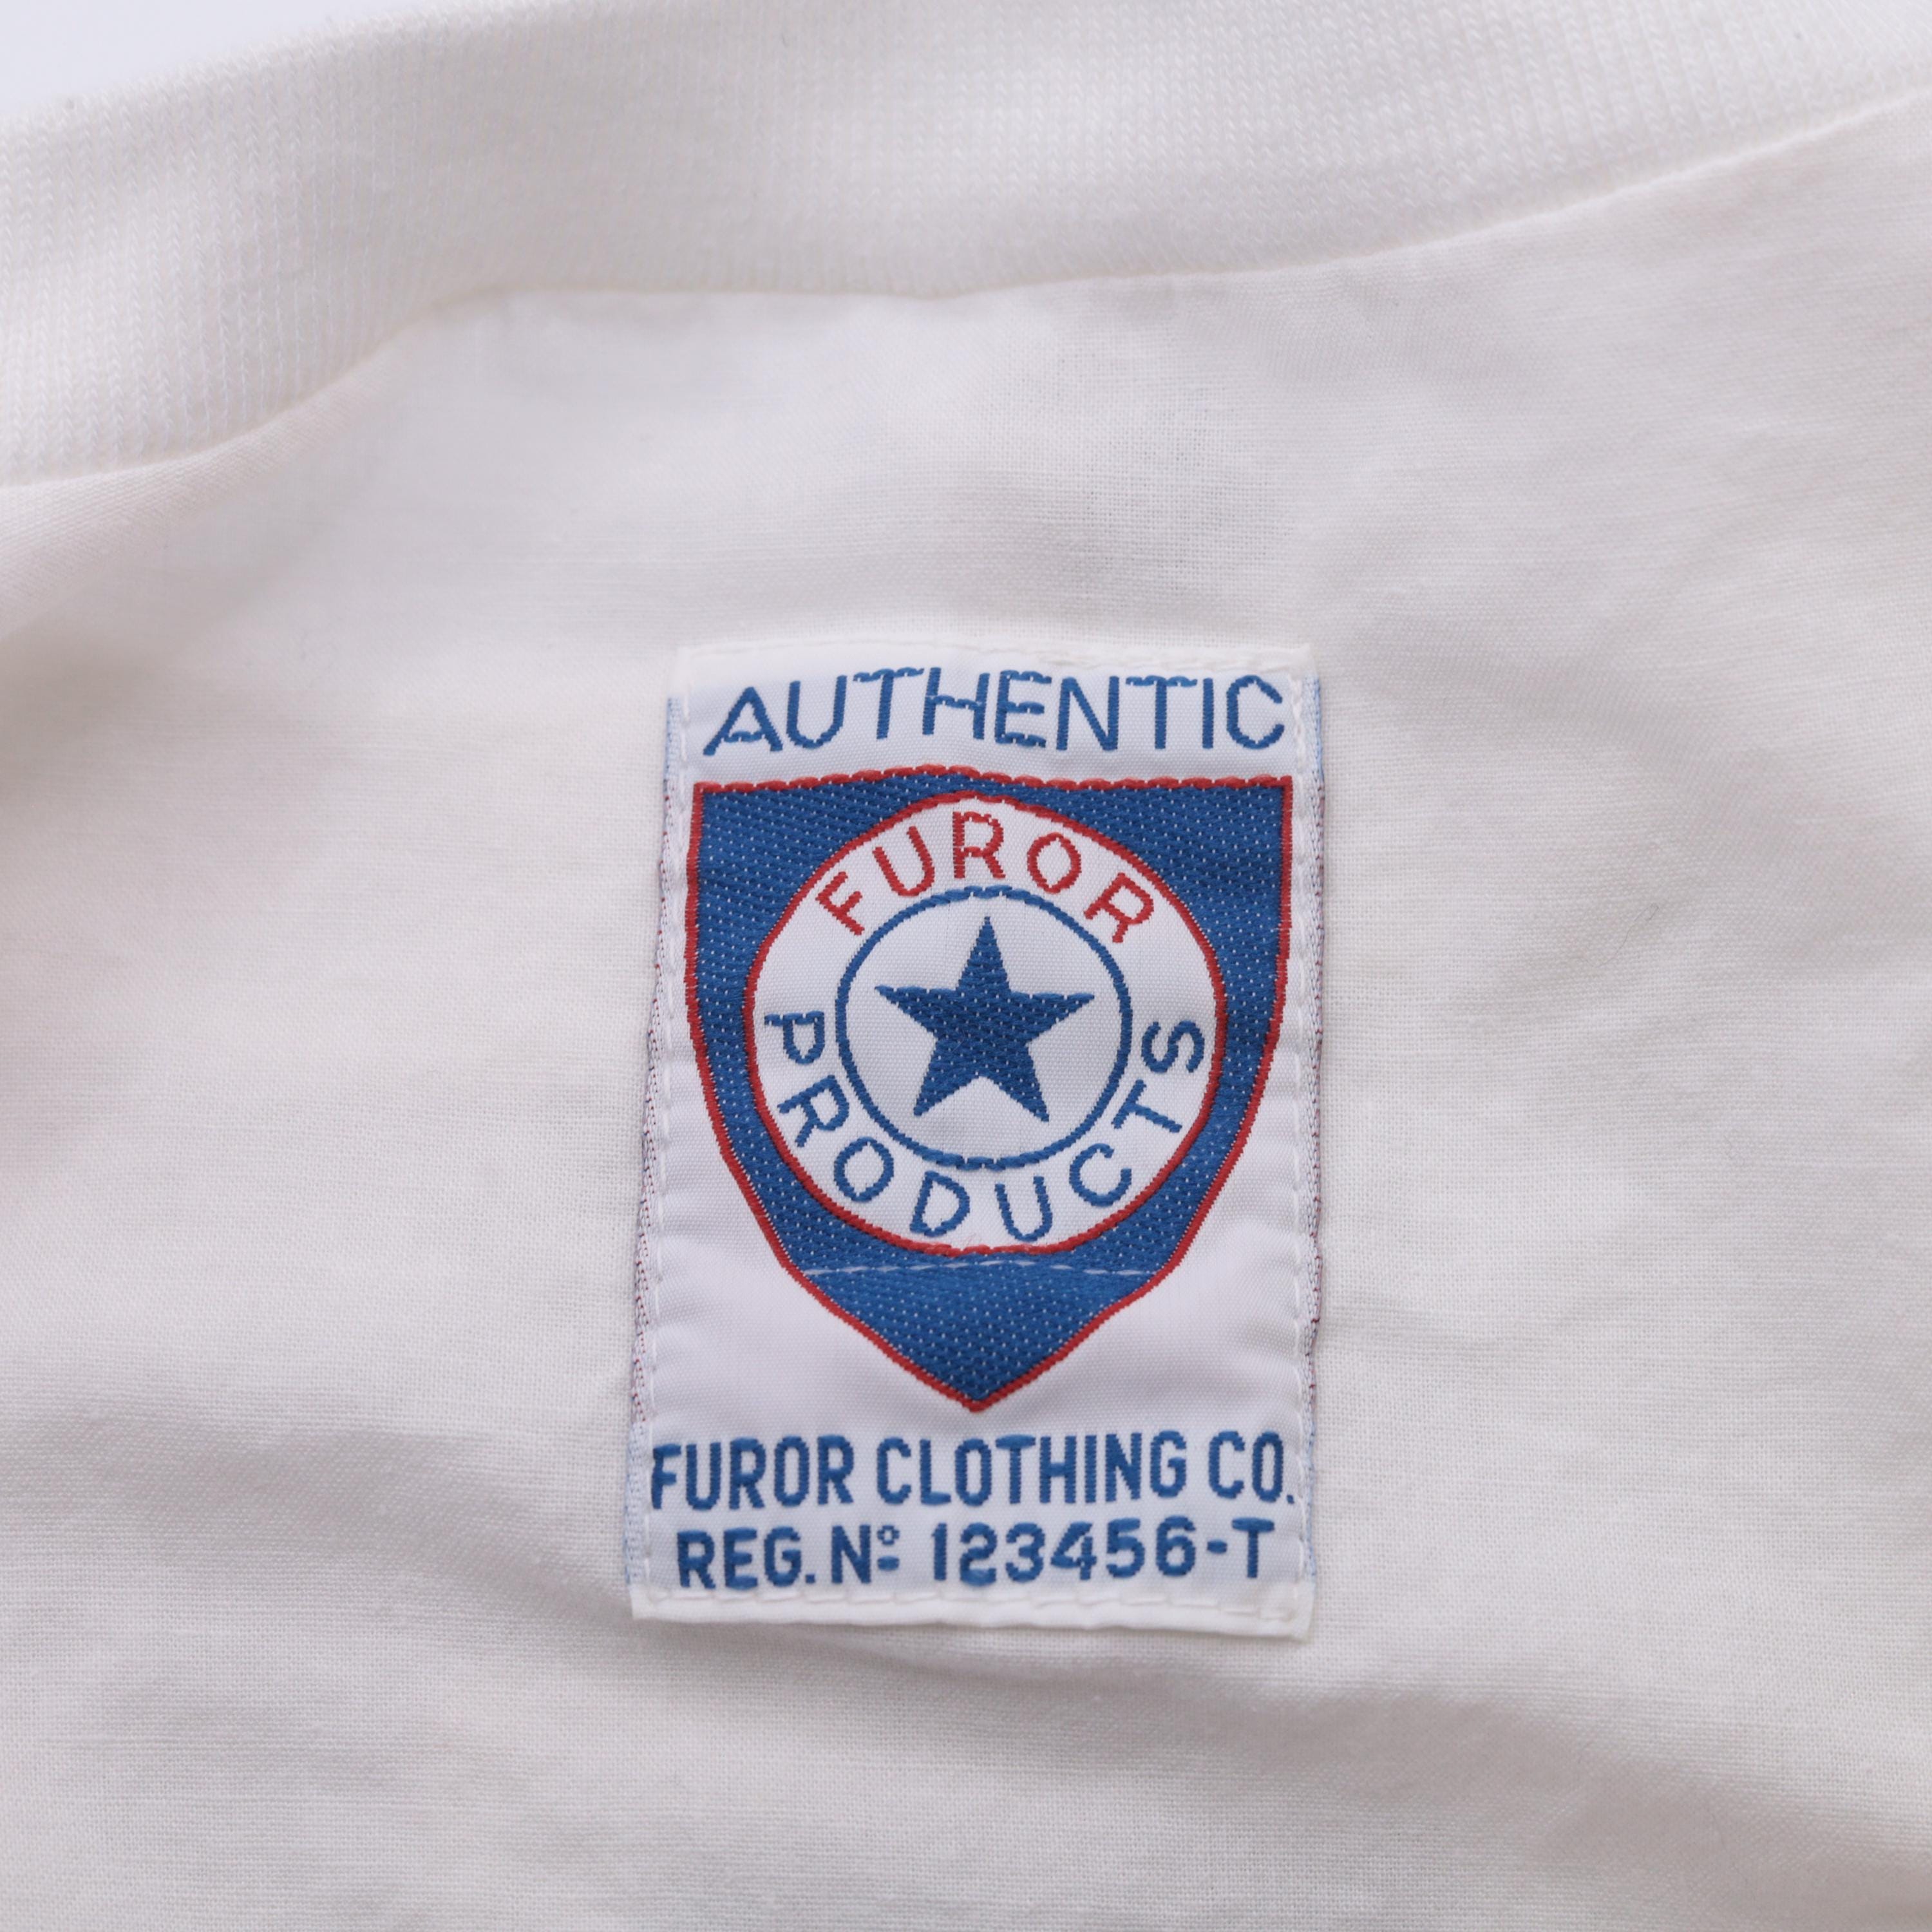 AUTHENTIC
FUROR
PRODUCTS
FUROR CLOTHING CO.
REG. Nº 123456-T